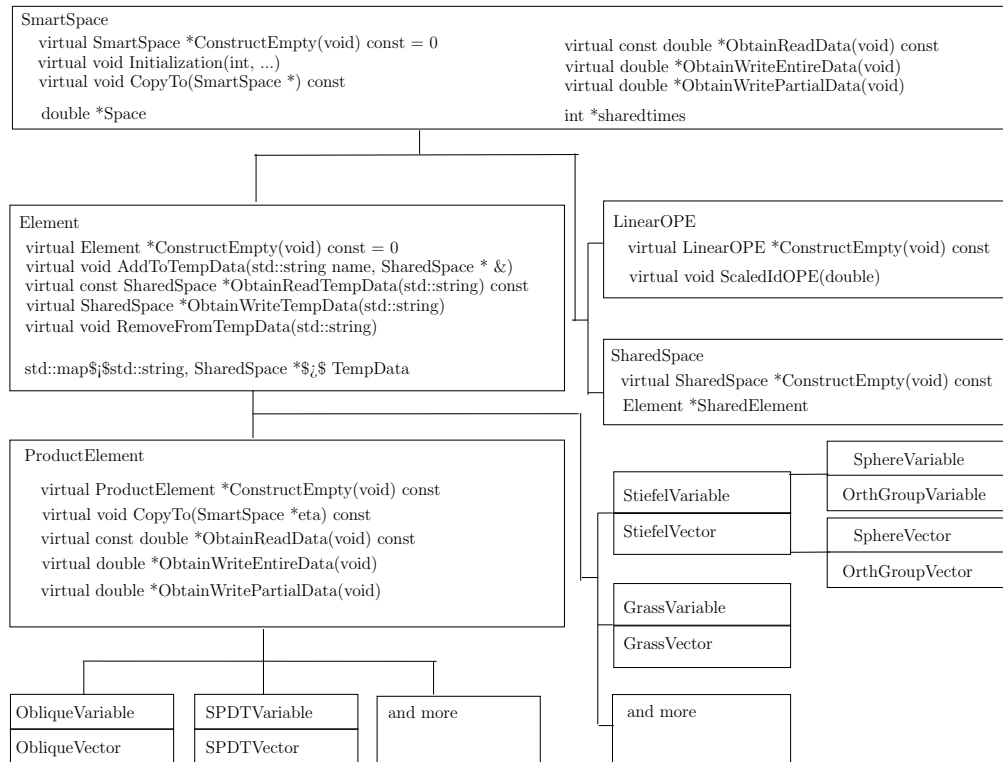 SmartSpace
virtual SmartSpace *ConstructEmpty(void) const = 0
virtual void Initialization(int, ...)
virtual void CopyTo(SmartSpace *) const
double *Space
virtual const double *ObtainReadData(void) const
virtual double *ObtainWriteEntireData(void)
virtual double *ObtainWritePartialData(void)
int *sharedtimes
Element
virtual Element *ConstructEmpty(void) const = 0
virtual void AddToTempData(std::string name, SharedSpace * &)
virtual const SharedSpace *ObtainReadTempData(std::string) const
virtual SharedSpace *ObtainWriteTempData(std::string)
virtual void RemoveFromTempData(std::string)
std::map$¡$std::string, SharedSpace *$¿$ TempData
LinearOPE
virtual LinearOPE *ConstructEmpty(void) const
virtual void ScaledIdOPE(double)
SharedSpace
virtual SharedSpace *ConstructEmpty(void) const
Element *SharedElement
ProductElement
virtual ProductElement *ConstructEmpty(void) const
virtual void CopyTo(SmartSpace *eta) const
virtual const double *ObtainReadData(void) const
virtual double *ObtainWriteEntireData(void)
virtual double *ObtainWritePartialData(void)
StiefelVariable
StiefelVector
SphereVariable
OrthGroupVariable
SphereVector
OrthGroupVector
GrassVariable
GrassVector
and more
ObliqueVariable
ObliqueVector
SPDTVariable
SPDTVector
and more